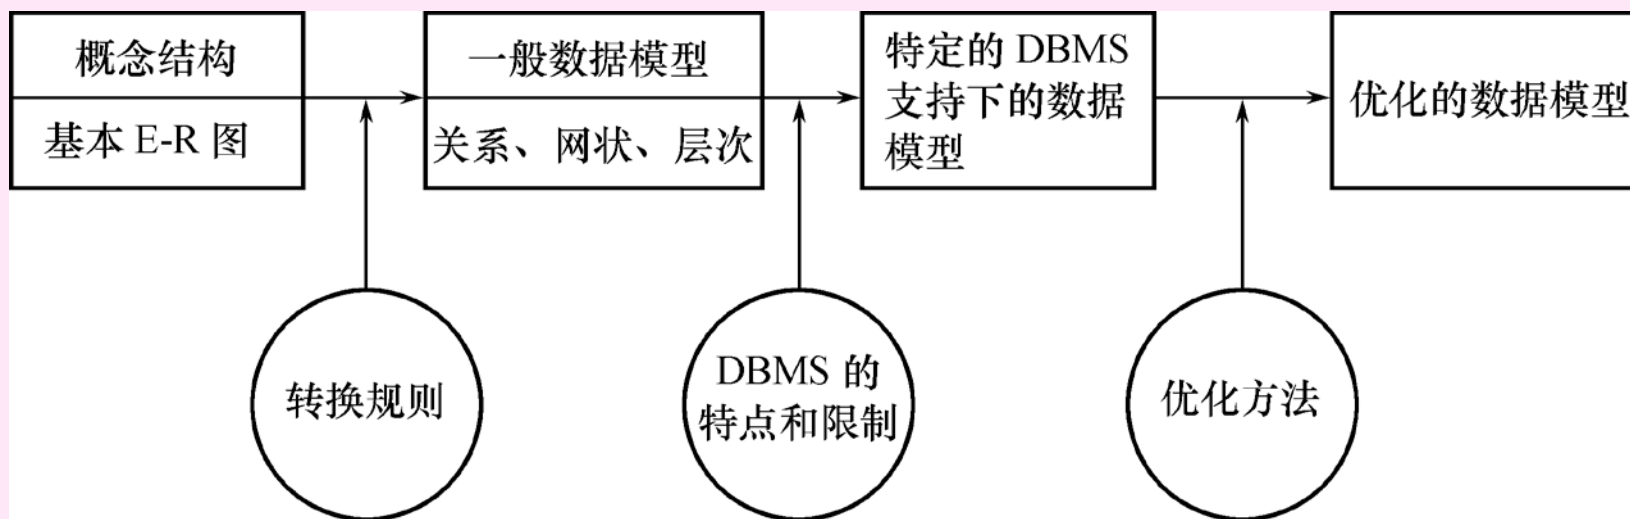 概念结构
基本 E-R 图
一般数据模型
关系、网状、层次
特定的 DBMS
支持下的数据
模型
优化的数据模型
转换规则
DBMS 的
特点和限制
优化方法